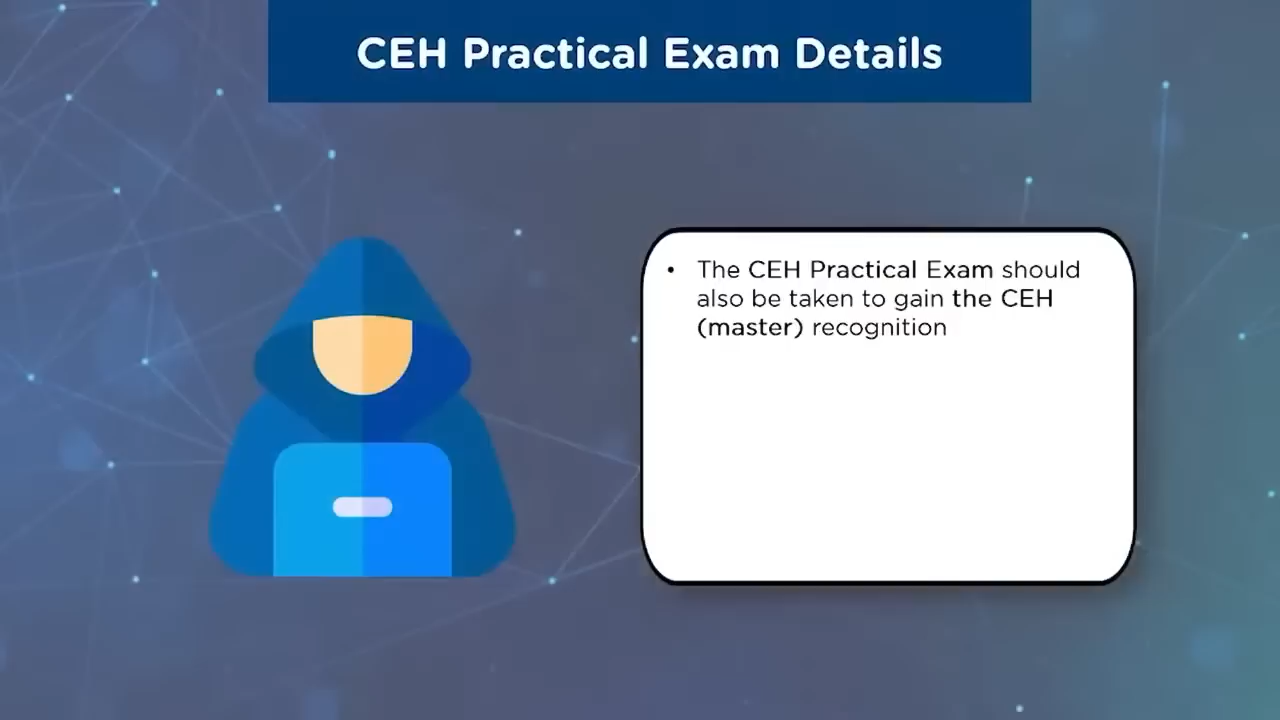 CEH Practical Exam Details
• The CEH Practical Exam should
also be taken to gain the CEH
(master) recognition